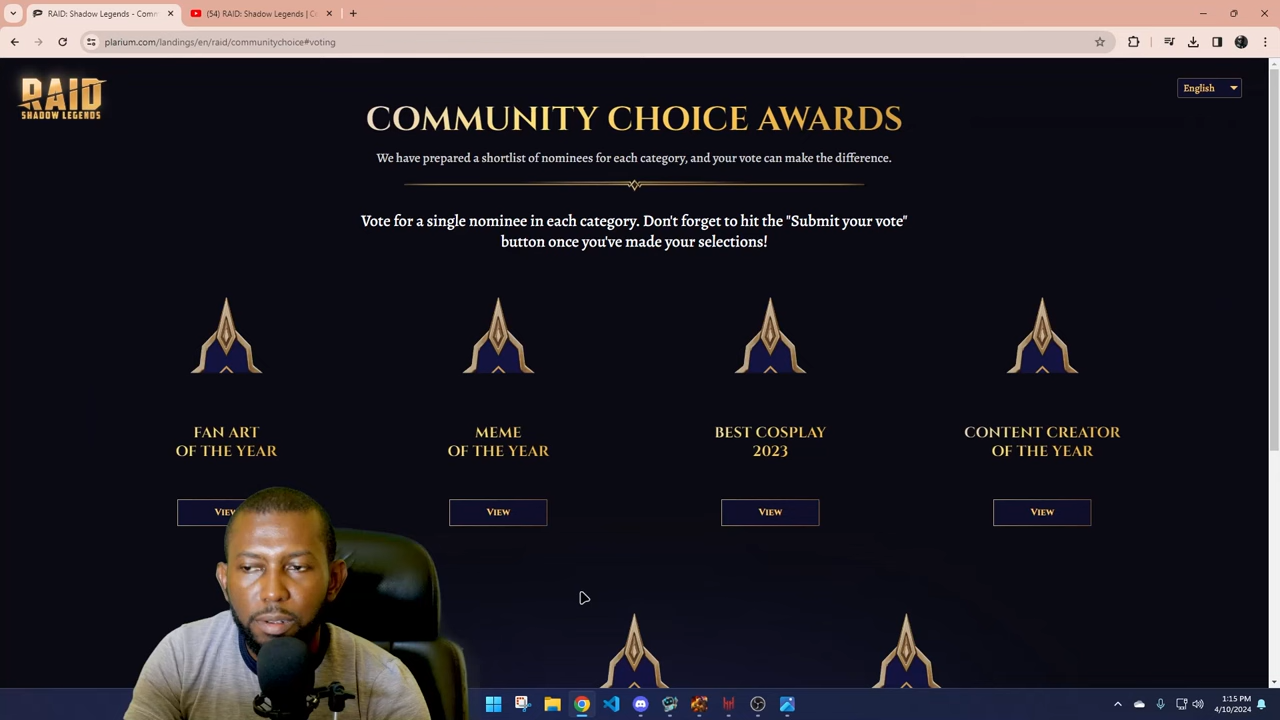 RAID: Shadow Legends - Com
(54) RAID: Shadow Legends | C
plarium.com/landings/en/raid/communitychoice#voting
RAID
SHADOW LEGENDS
English
COMMUNITY CHOICE AWARDS
We have prepared a shortlist of nominees for each category, and your vote can make the difference.
Vote for a single nominee in each category. Don't forget to hit the "Submit your vote"
button once you've made your selections!
FAN ART
OF THE YEAR
MEME
OF THE YEAR
BEST COSPLAY
2023
CONTENT CREATOR
OF THE YEAR
View
View
View
View
1:15 PM
4/10/2024